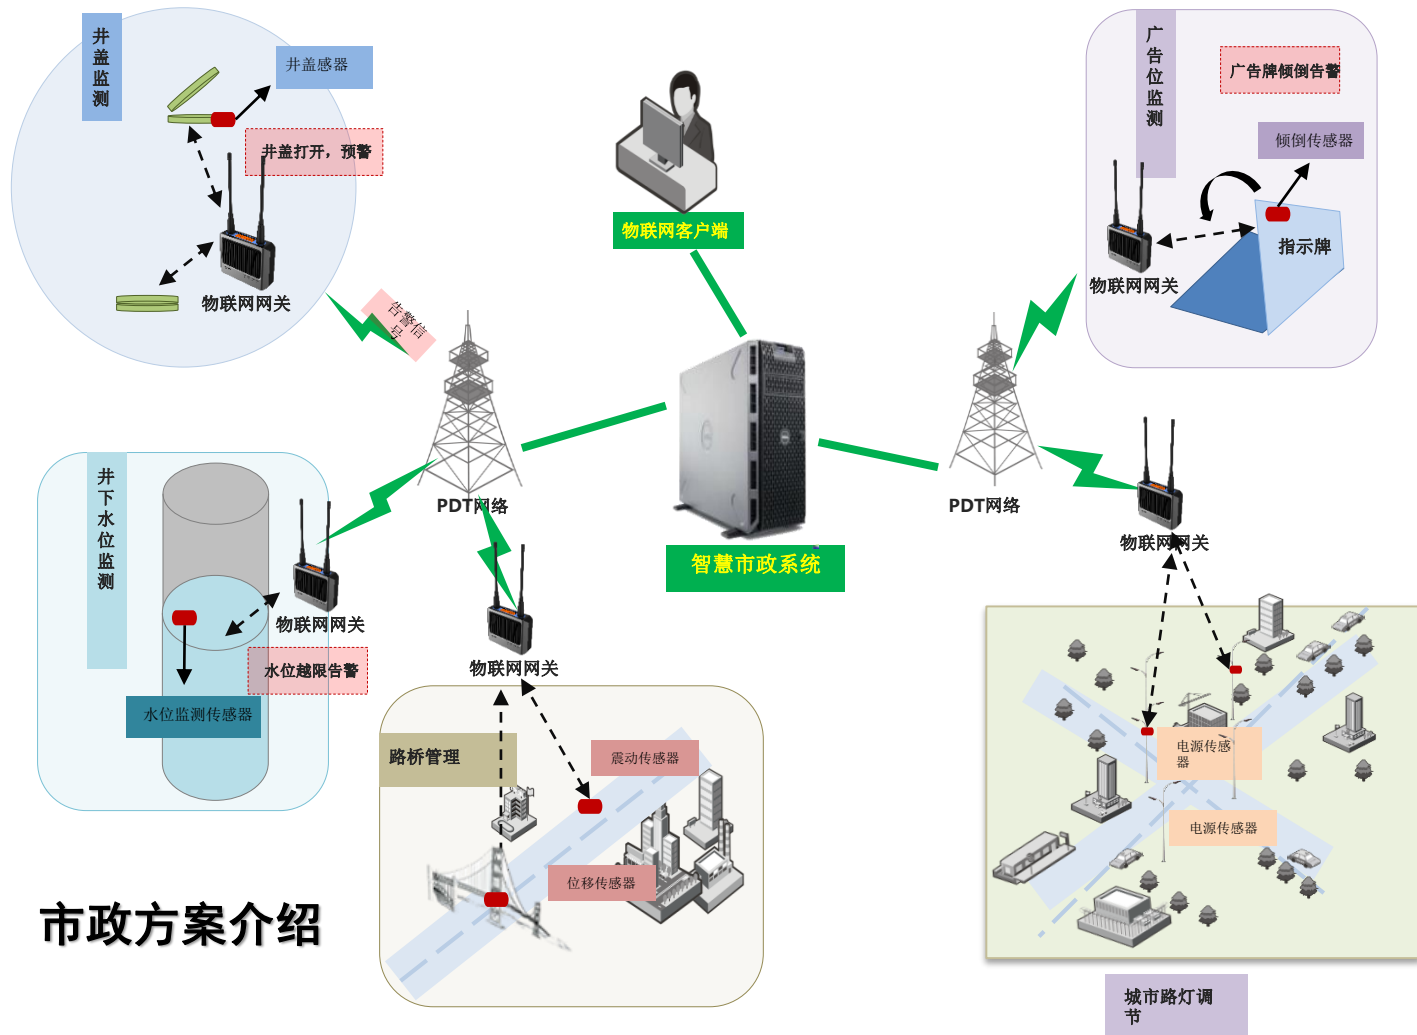 井盖监测
井盖感器
井盖打开，预警
物联网网关
告警信
号
物联网客户端
广告位监测
广告牌倾倒告警
倾倒传感器
指示牌
物联网网关
PDT网络
PDT网络
智慧市政系统
井下水位监测
物联网网关
水位越限告警
水位监测传感器
物联网网关
物联网网关
路桥管理
震动传感器
位移传感器
电源传感
器
电源传感器
市政方案介绍
城市路灯调
节